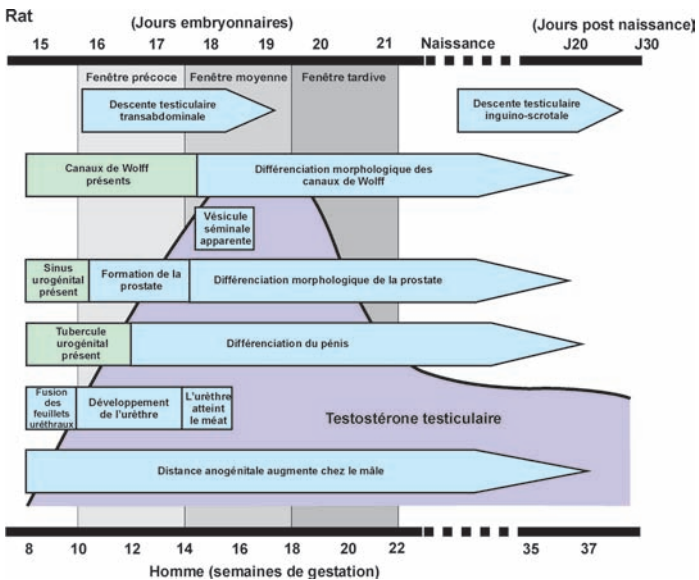 Rat
(Jours embryonnaires)
(Jours post naissance)
15 16 17 18 19 20 21 Naissance J20 J30
Fenêtre précoce Fenêtre moyenne Fenêtre tardive
Descente testiculaire
transabdominale
Descente testiculaire
inguino-scrotale
Canaux de Wolff
présents
Différenciation morphologique des
canaux de Wolff
Vésicule
séminale
apparente
Sinus
urogénital
présent
Formation de la
prostate
Différenciation morphologique de la prostate
Tubercule
urogénital
présent
Différenciation du pénis
Fusion
des
feuillets
uréthraux
Développement
de l'urèthre
L'urèthre
atteint
le méat
Testostérone testiculaire
Distance anogénitale augmente chez le mâle
8 10 12 14 16 18 20 22 35 37
Homme (semaines de gestation)